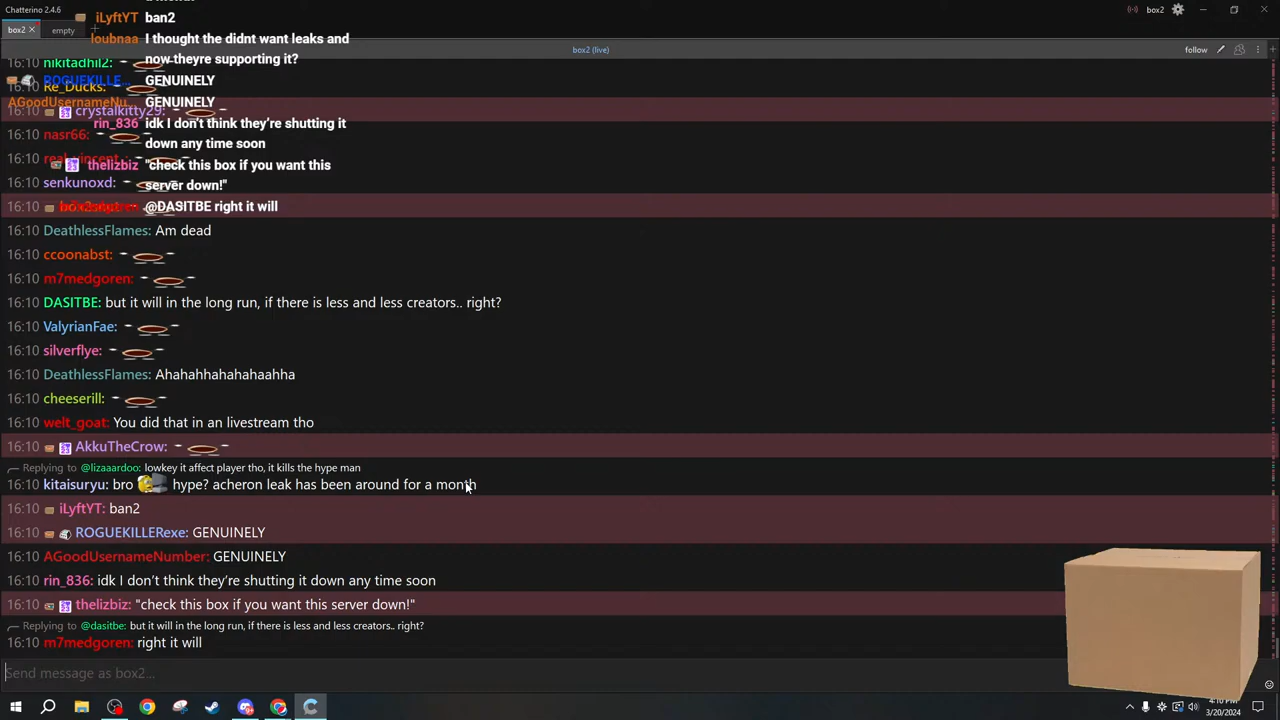 Chatterino 2.4.6
iLyftYT ban2
box2
box2
empty
loubnaa I thought the didnt want leaks and
now theyre supporting it?
box2 (live)
follow
16:10 nikitadhil2:
ROGUEKILLE... GENUINELY
Re_Ducks:
AGoodUsernameNu... GENUINELY
16:10 crystalkitty29:
rin_836 idk I don't think they're shutting it
down any time soon
16:10 nasr66:
16:10
thelizbiz "check this box if you want this
server down!"
16:10 senkunoxd:
16:10
@DASITBE right it will
16:10 DeathlessFlames: Am dead
16:10 ccoonabst:
16:10 m7medgoren:
16:10 DASITBE: but it will in the long run, if there is less and less creators.. right?
16:10 ValyrianFae:
16:10 silverflye:
16:10 DeathlessFlames: Ahahahhahahahaahha
16:10 cheeserill:
16:10 welt_goat: You did that in an livestream tho
16:10 AkkuTheCrow:
Replying to @lizaaardoo: lowkey it affect player tho, it kills the hype man
16:10 kitaisuryu: bro hype? acheron leak has been around for a month
16:10 iLyftYT: ban2
16:10 ROGUEKILLERexe: GENUINELY
16:10 AGoodUsernameNumber: GENUINELY
16:10 rin_836: idk I don't think they're shutting it down any time soon
16:10 thelizbiz: "check this box if you want this server down!"
Replying to @dasitbe: but it will in the long run, if there is less and less creators.. right?
16:10 m7medgoren: right it will
Send message as box2...
4:10 PM
3/20/2024